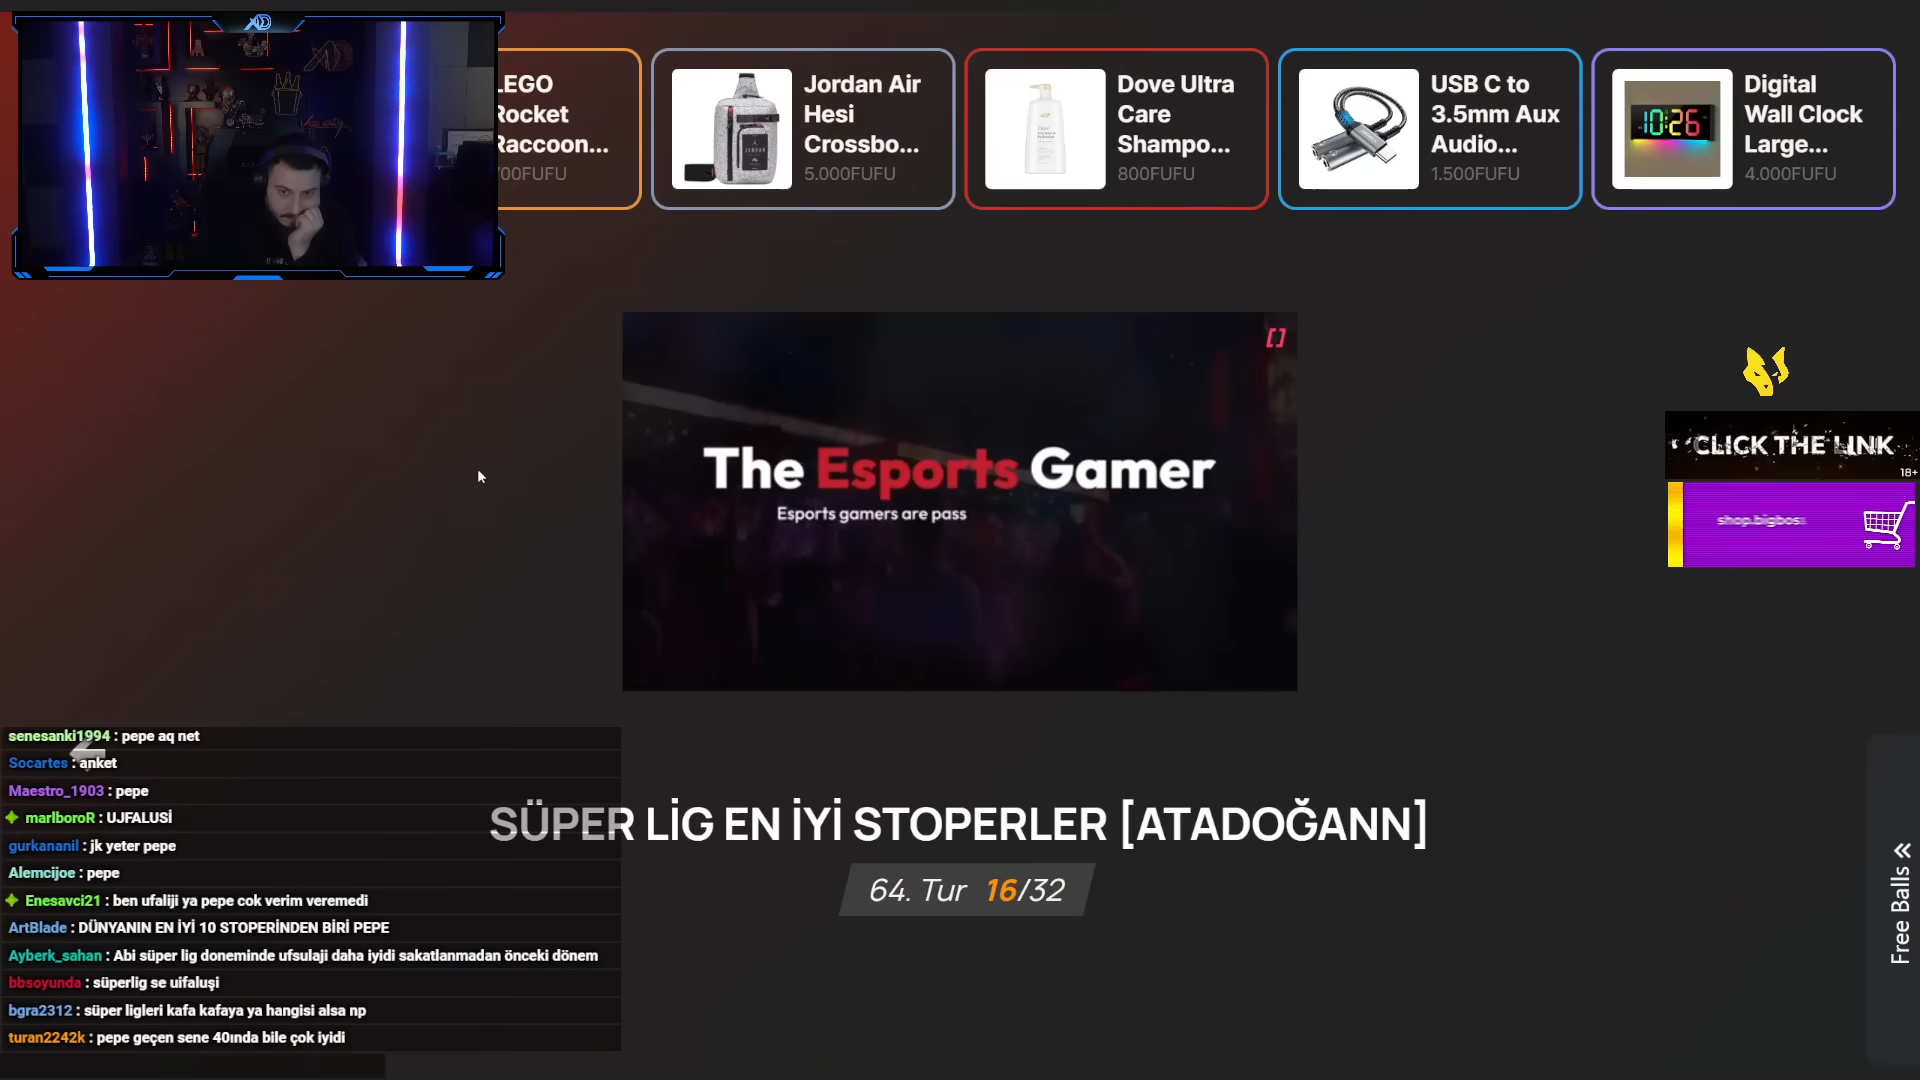 LEGO
Rocket
Raccoon...
700FUFU
Jordan Air
Hesi
Crossbo...
5.000FUFU
Dove Ultra
Care
Shampo...
800FUFU
USB C to
3.5mm Aux
Audio...
1.500FUFU
Digital
Wall Clock
Large...
4.000FUFU
JORDAN
Dove
10:26
The Esports Gamer
Esports gamers are pass
CLICK THE LINK
18+
shop.bigbos
senesanki1994 : pepe aq net
Socartes : anket
Maestro_1903 : pepe
marlboroR : UJFALUSİ
gurkananil : jk yeter pepe
Alemcijoe : pepe
Enesavci21 : ben ufaliji ya pepe cok verim veremedi
ArtBlade : DÜNYANIN EN İYİ 10 STOPERİNDEN BİRİ PEPE
Ayberk_sahan : Abi süper lig doneminde ufsulaji daha iyidi sakatlanmadan önceki dönem
bbsoyunda : süperlig se uifaluşi
bgra2312 : süper ligleri kafa kafaya ya hangisi alsa np
turan2242k : pepe geçen sene 40ında bile çok iyidi
SÜPER LİG EN İYİ STOPERLER [ATADOĞANN]
64. Tur 16/32
Free Balls